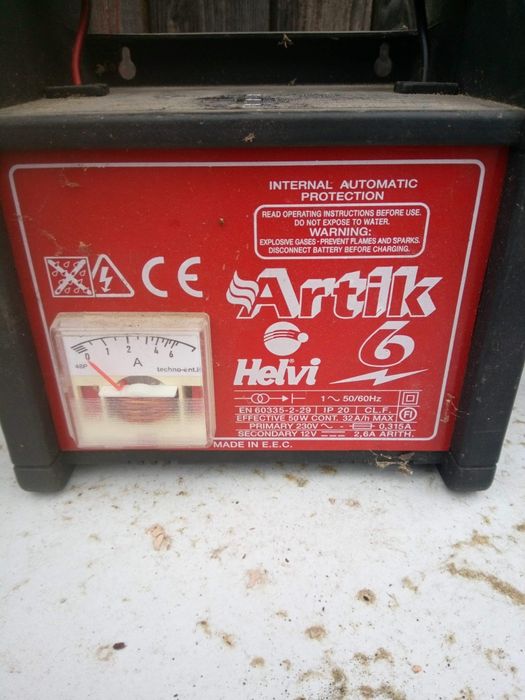 INTERNAL AUTOMATIC
PROTECTION
READ OPERATING INSTRUCTIONS BEFORE USE.
DO NOT EXPOSE TO WATER.
WARNING:
EXPLOSIVE GASES - PREVENT FLAMES AND SPARKS.
DISCONNECT BATTERY BEFORE CHARGING.
CE
Artik
6
Helvi
0 1 2 4 6
A
4BP
techno-ent.it
1 ~ 50/60Hz
EN 60335-2-29 IP 20 CL.F.
EFFECTIVE 50W CONT. 32A/h MAX
PRIMARY 230V ~ - 0,315A
SECONDARY 12V 2,6A ARITH.
MADE IN E.E.C.